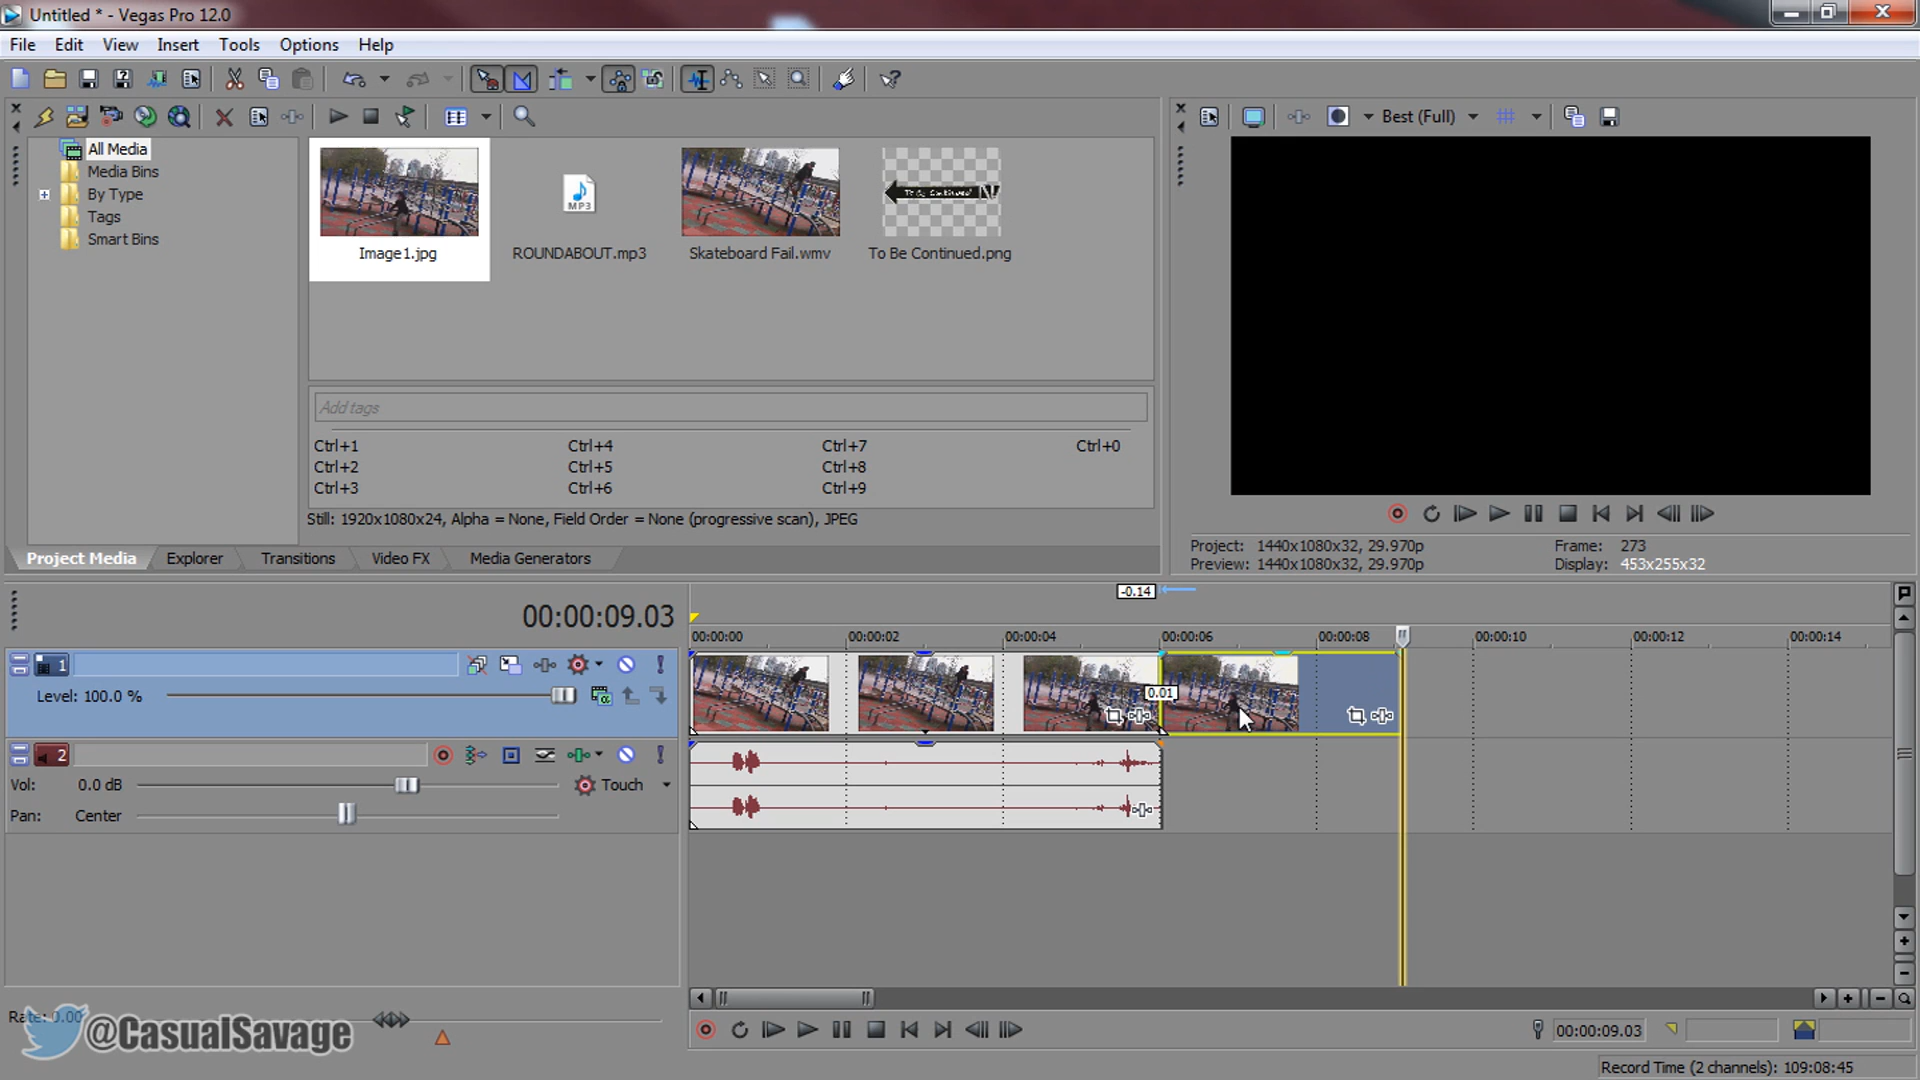 Untitled * - Vegas Pro 12.0
File Edit View Insert Tools Options Help
Best (Full)
All Media
Media Bins
By Type
Tags
Smart Bins
MP3
To Be Continued
Image1.jpg ROUNDABOUT.mp3 Skateboard Fail.wmv To Be Continued.png
Add tags
Ctrl+1 Ctrl+4 Ctrl+7 Ctrl+0
Ctrl+2 Ctrl+5 Ctrl+8
Ctrl+3 Ctrl+6 Ctrl+9
Still: 1920x1080x24, Alpha = None, Field Order = None (progressive scan), JPEG
Project Media Explorer Transitions Video FX Media Generators
Project: 1440x1080x32, 29.970p Frame: 273
Preview: 1440x1080x32, 29.970p Display: 453x255x32
-0.14
00:00:09.03
00:00:00 00:00:02 00:00:04 00:00:06 00:00:08 00:00:10 00:00:12 00:00:14
1
Level: 100.0 %
0.01
2
Vol: 0.0 dB Touch
Pan: Center
Rate: 0.00
@CasualSavage
00:00:09.03
Record Time (2 channels): 109:08:45